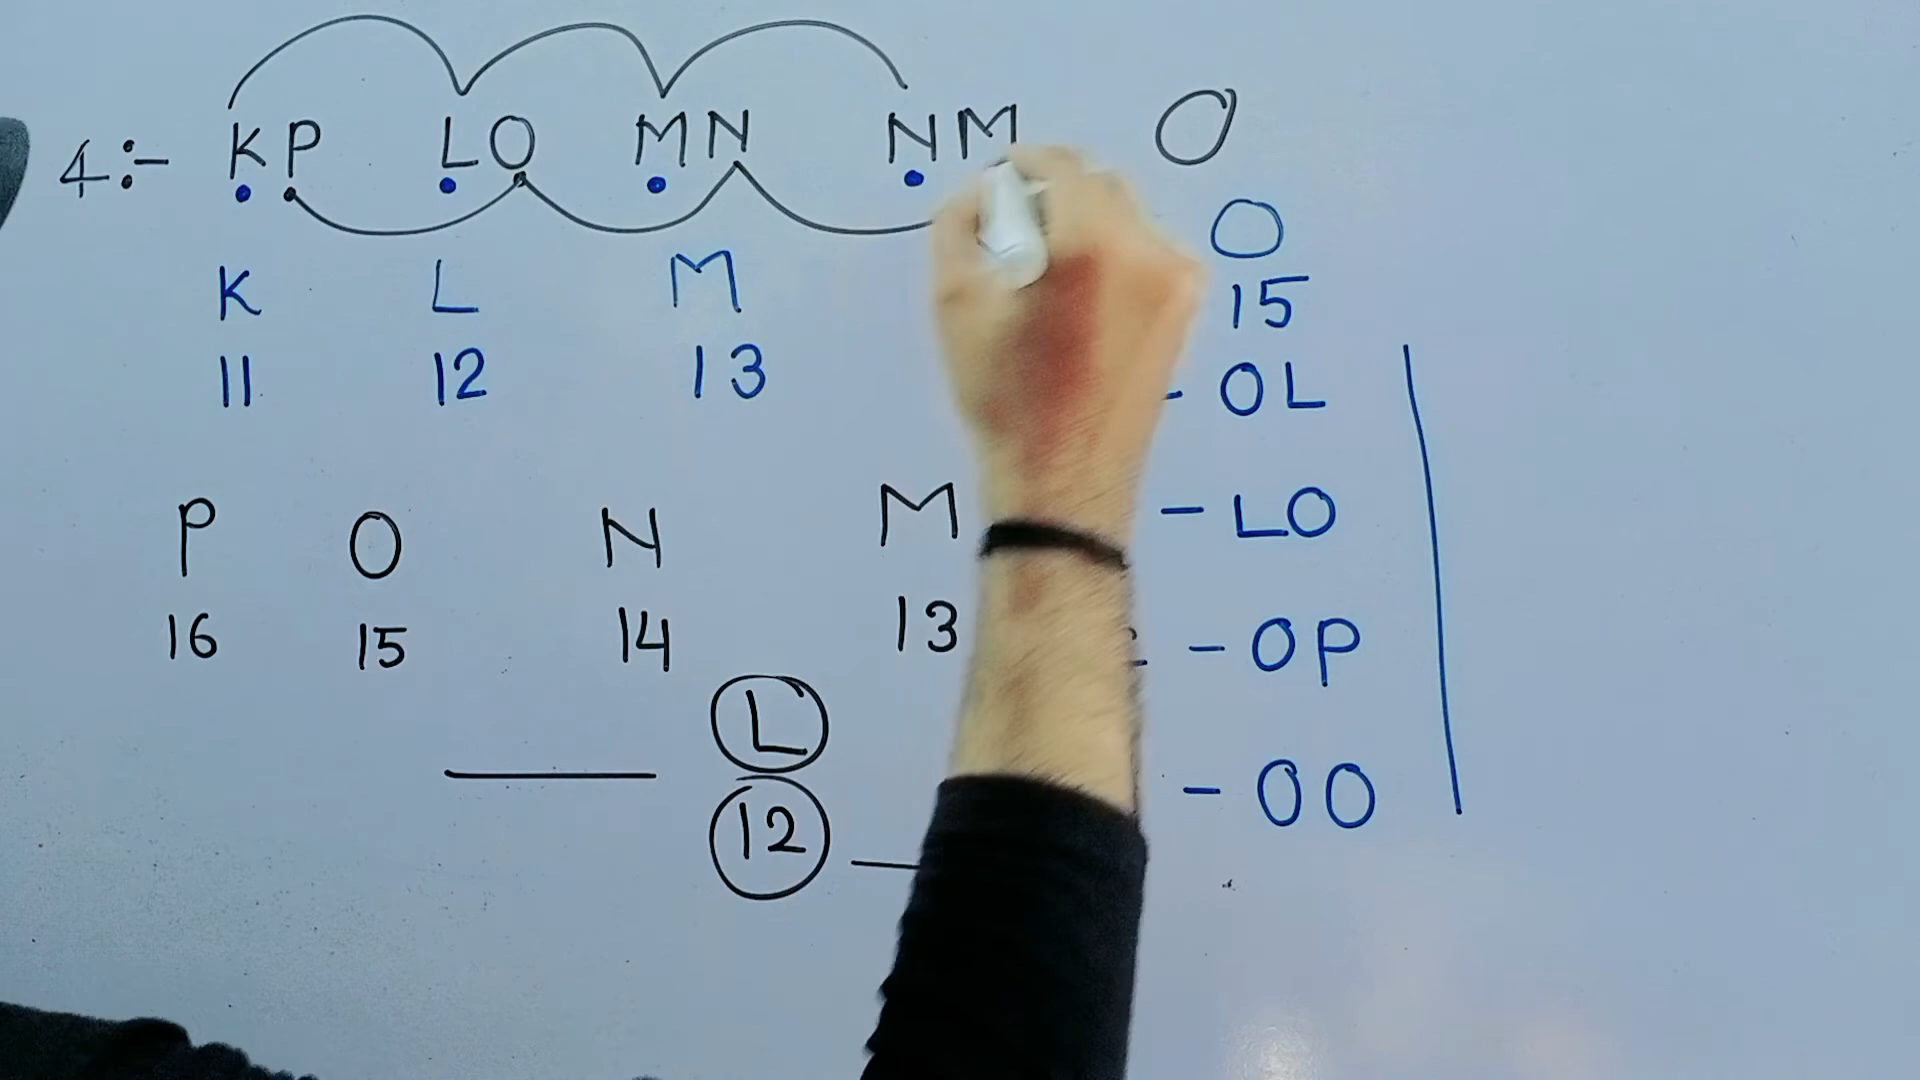 4:- KP LO MN NM O
K L M O
11 12 13 15
- OL
P O N M - LO
16 15 14 13 - OP
L
12 - OO